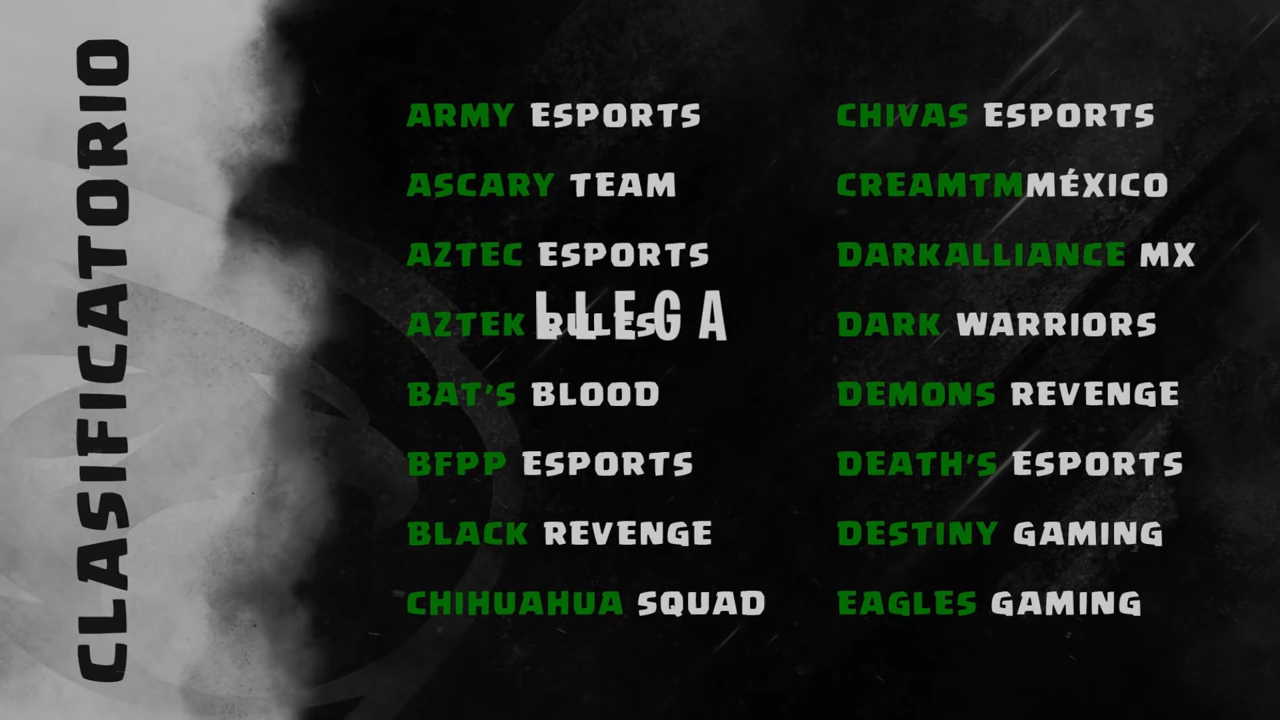 CLASIFICATORIO
ARMY ESPORTS
ASCARY TEAM
AZTEC ESPORTS
AZTEK RULES
LLEGA
BAT'S BLOOD
BFPP ESPORTS
BLACK REVENGE
CHIHUAHUA SQUAD
CHIVAS ESPORTS
CREAMTMMÉXICO
DARKALLIANCE MX
DARK WARRIORS
DEMONS REVENGE
DEATH'S ESPORTS
DESTINY GAMING
EAGLES GAMING